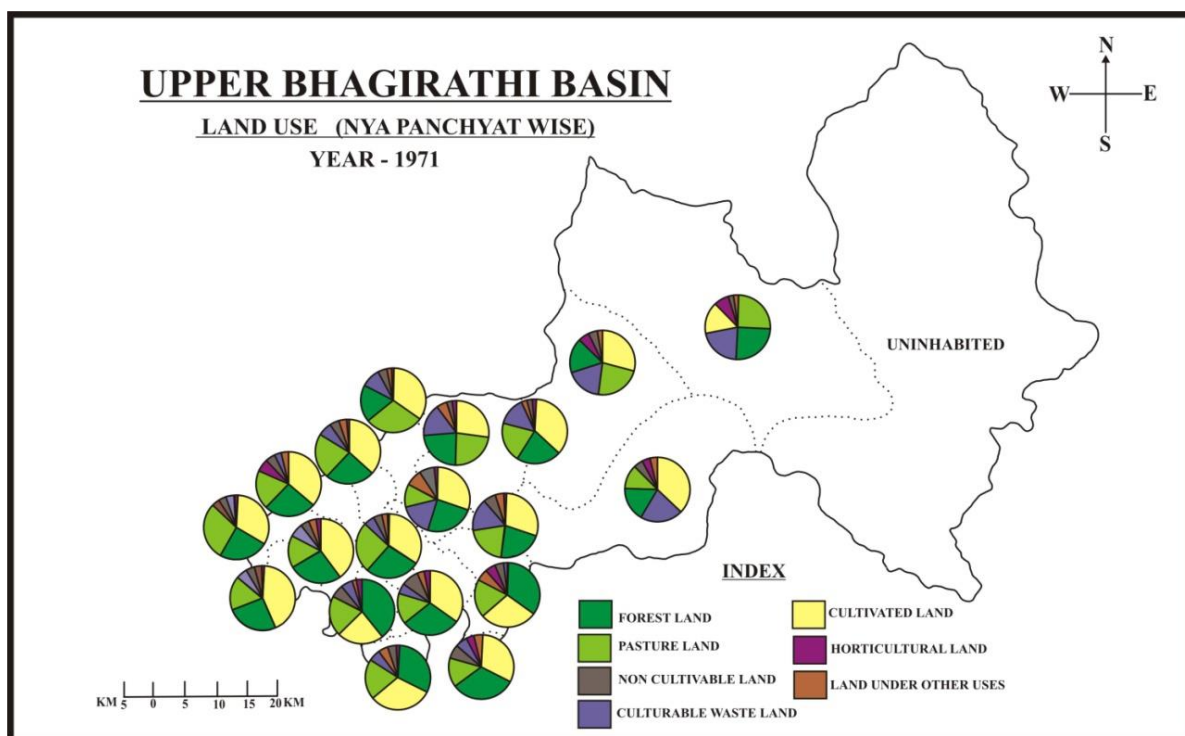 UPPER BHAGIRATHI BASIN
LAND USE (NYA PANCHYAT WISE)
YEAR - 1971
N
W E
S
UNINHABITED
INDEX
FOREST LAND
CULTIVATED LAND
PASTURE LAND
HORTICULTURAL LAND
NON CULTIVABLE LAND
LAND UNDER OTHER USES
CULTURABLE WASTE LAND
KM 5 0 5 10 15 20 KM